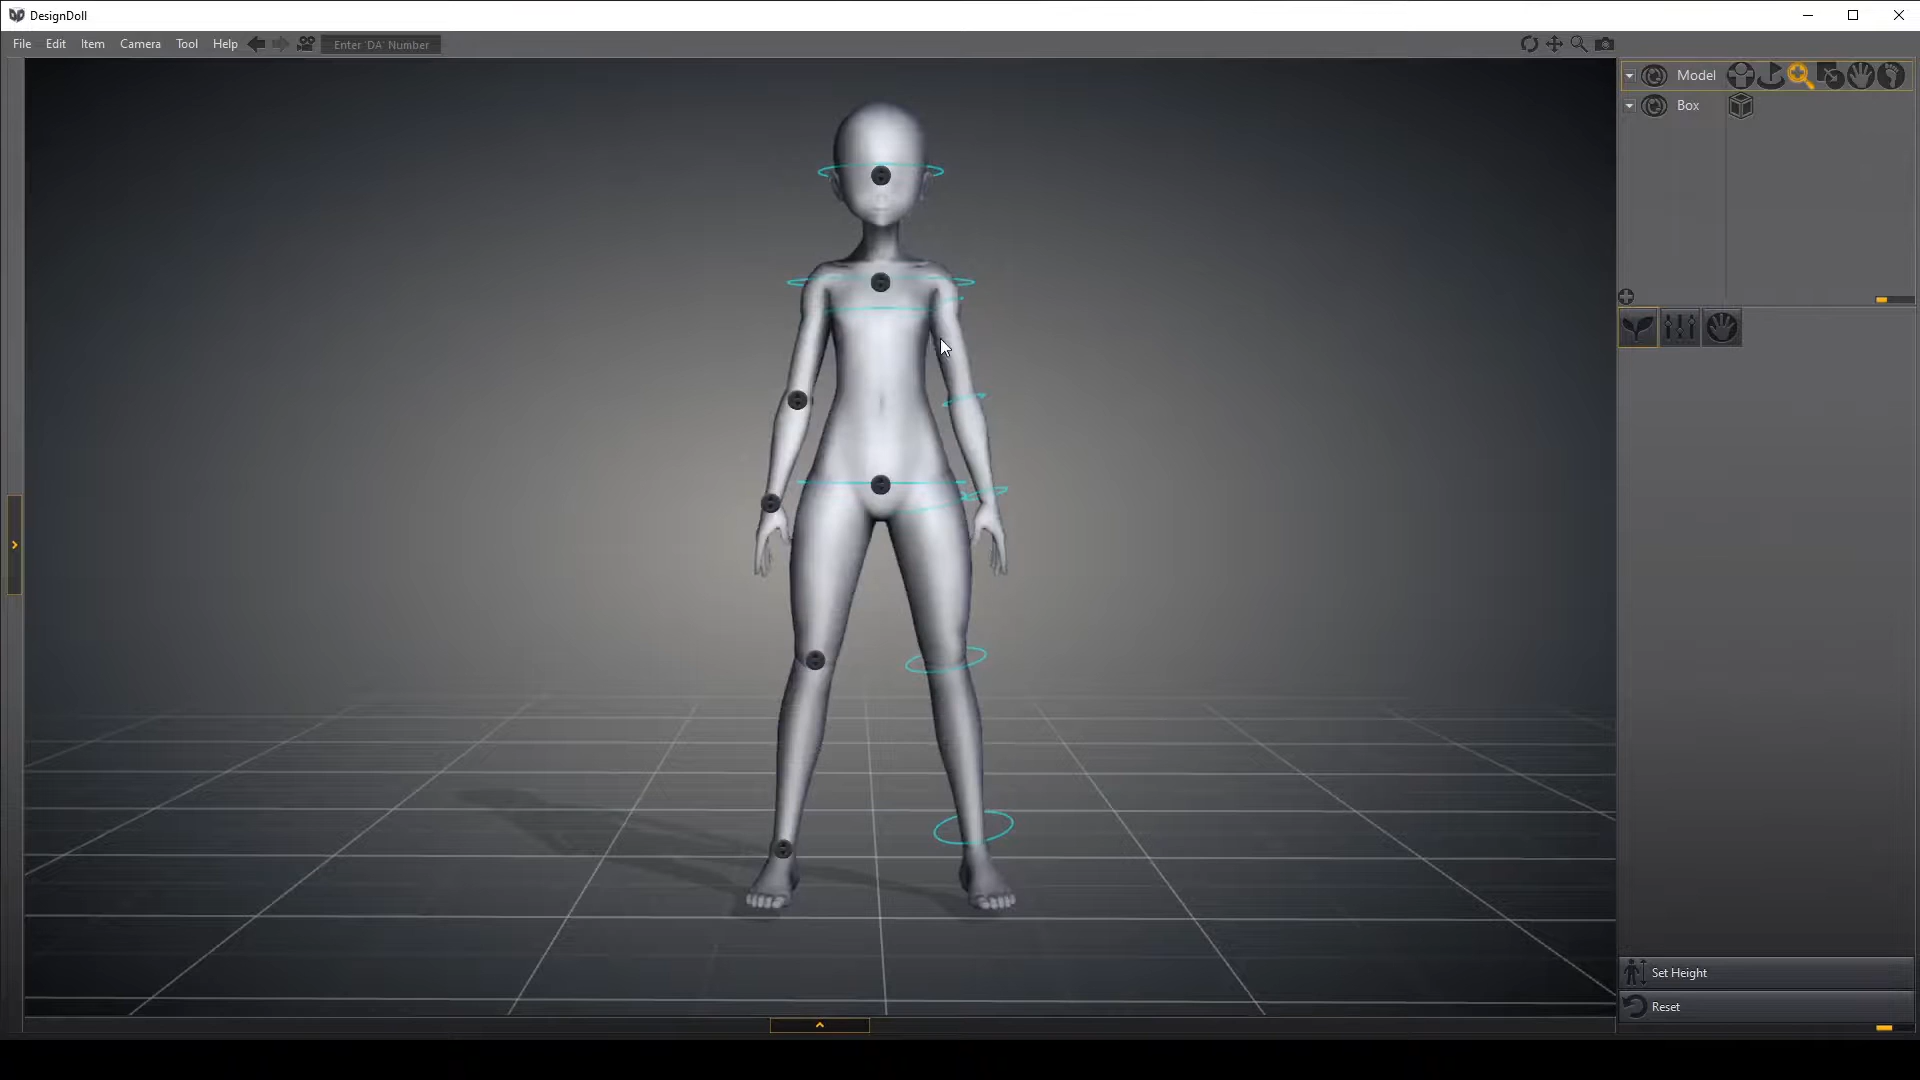 DesignDoll
File Edit Item Camera Tool Help Enter 'DA' Number
Model
Box
Set Height
Reset